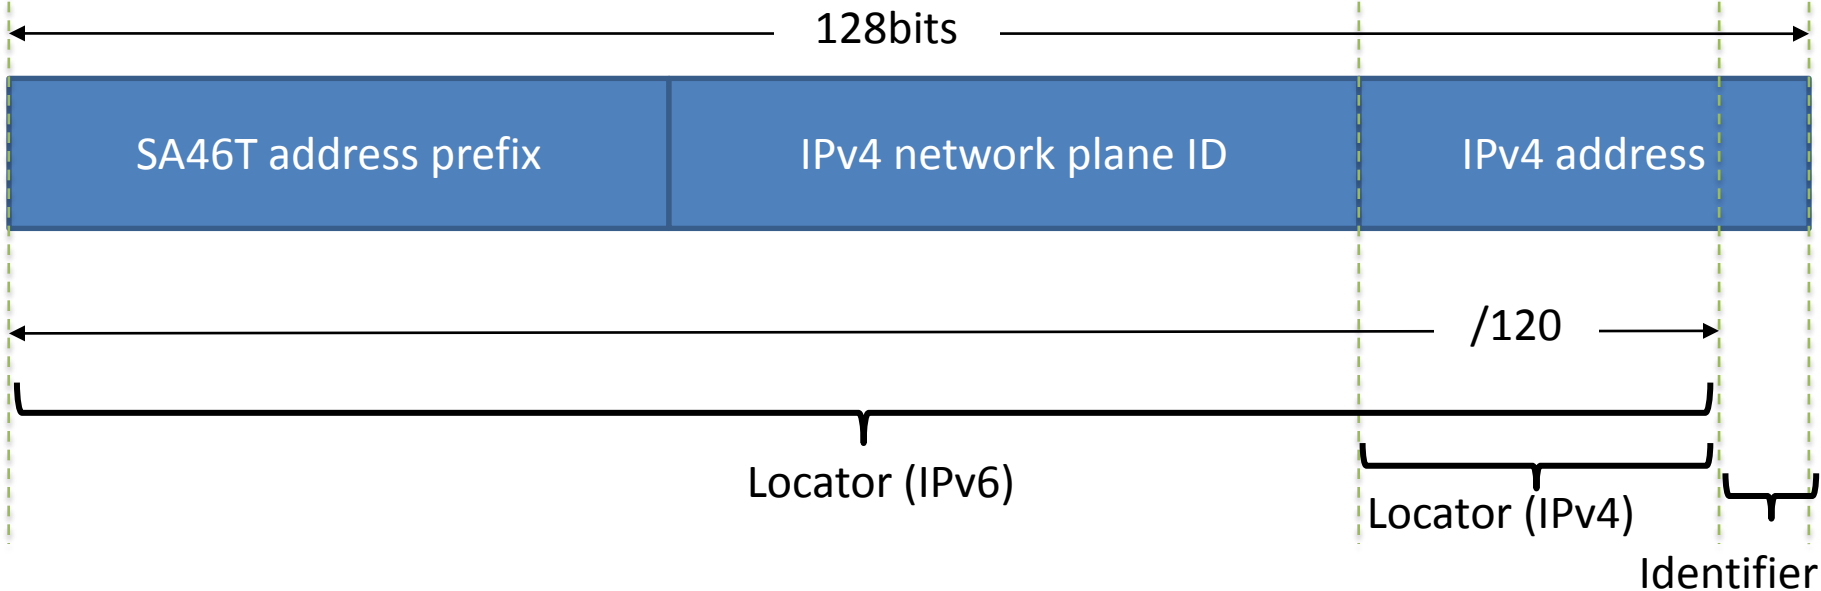 128bits
SA46T address prefix
IPv4 network plane ID
IPv4 address
/120
Locator (IPv6)
Locator (IPv4)
Identifier